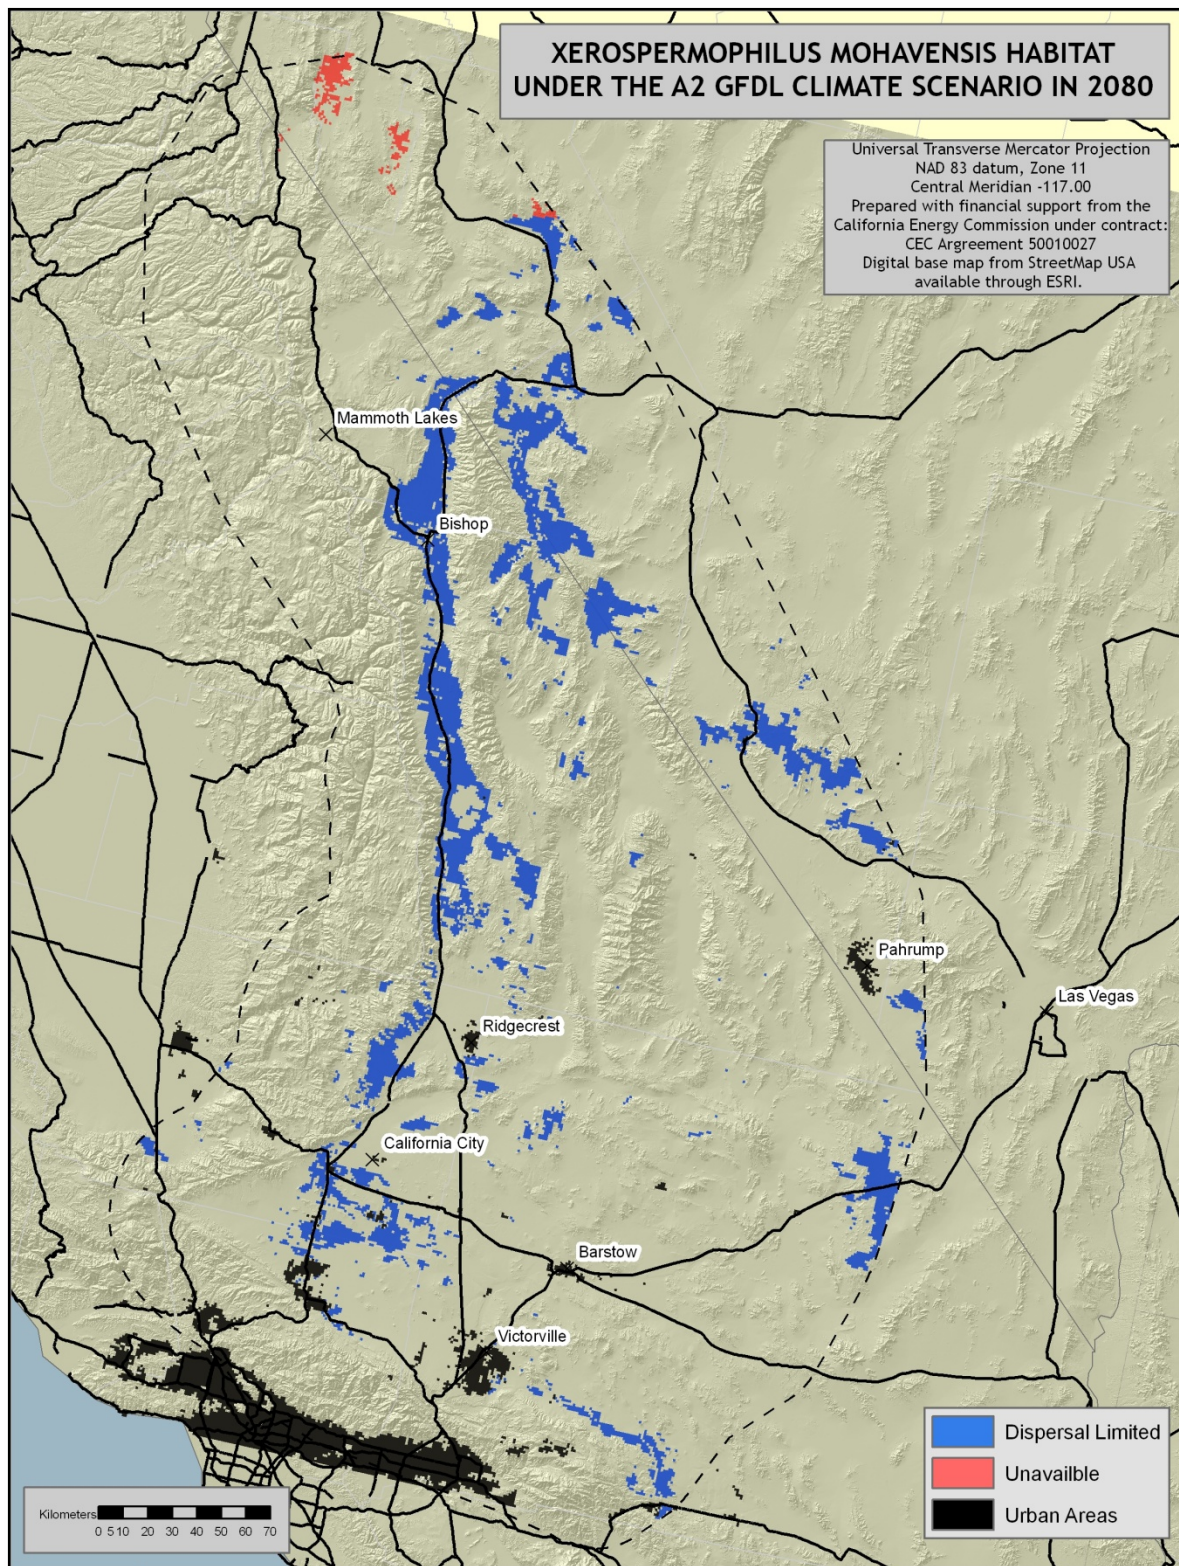 XEROSPERMOPHILUS MOHAVENSIS HABITAT
UNDER THE A2 GFDL CLIMATE SCENARIO IN 2080
Universal Transverse Mercator Projection
NAD 83 datum, Zone 11
Central Meridian -117.00
Prepared with financial support from the
California Energy Commission under contract:
CEC Argreement 50010027
Digital base map from StreetMap USA
available through ESRI.
Mammoth Lakes
Bishop
Pahrump
Las Vegas
Ridgecrest
California City
Barstow
Victorville
Dispersal Limited
Unavailble
Urban Areas
Kilometers
0 5 10 20 30 40 50 60 70